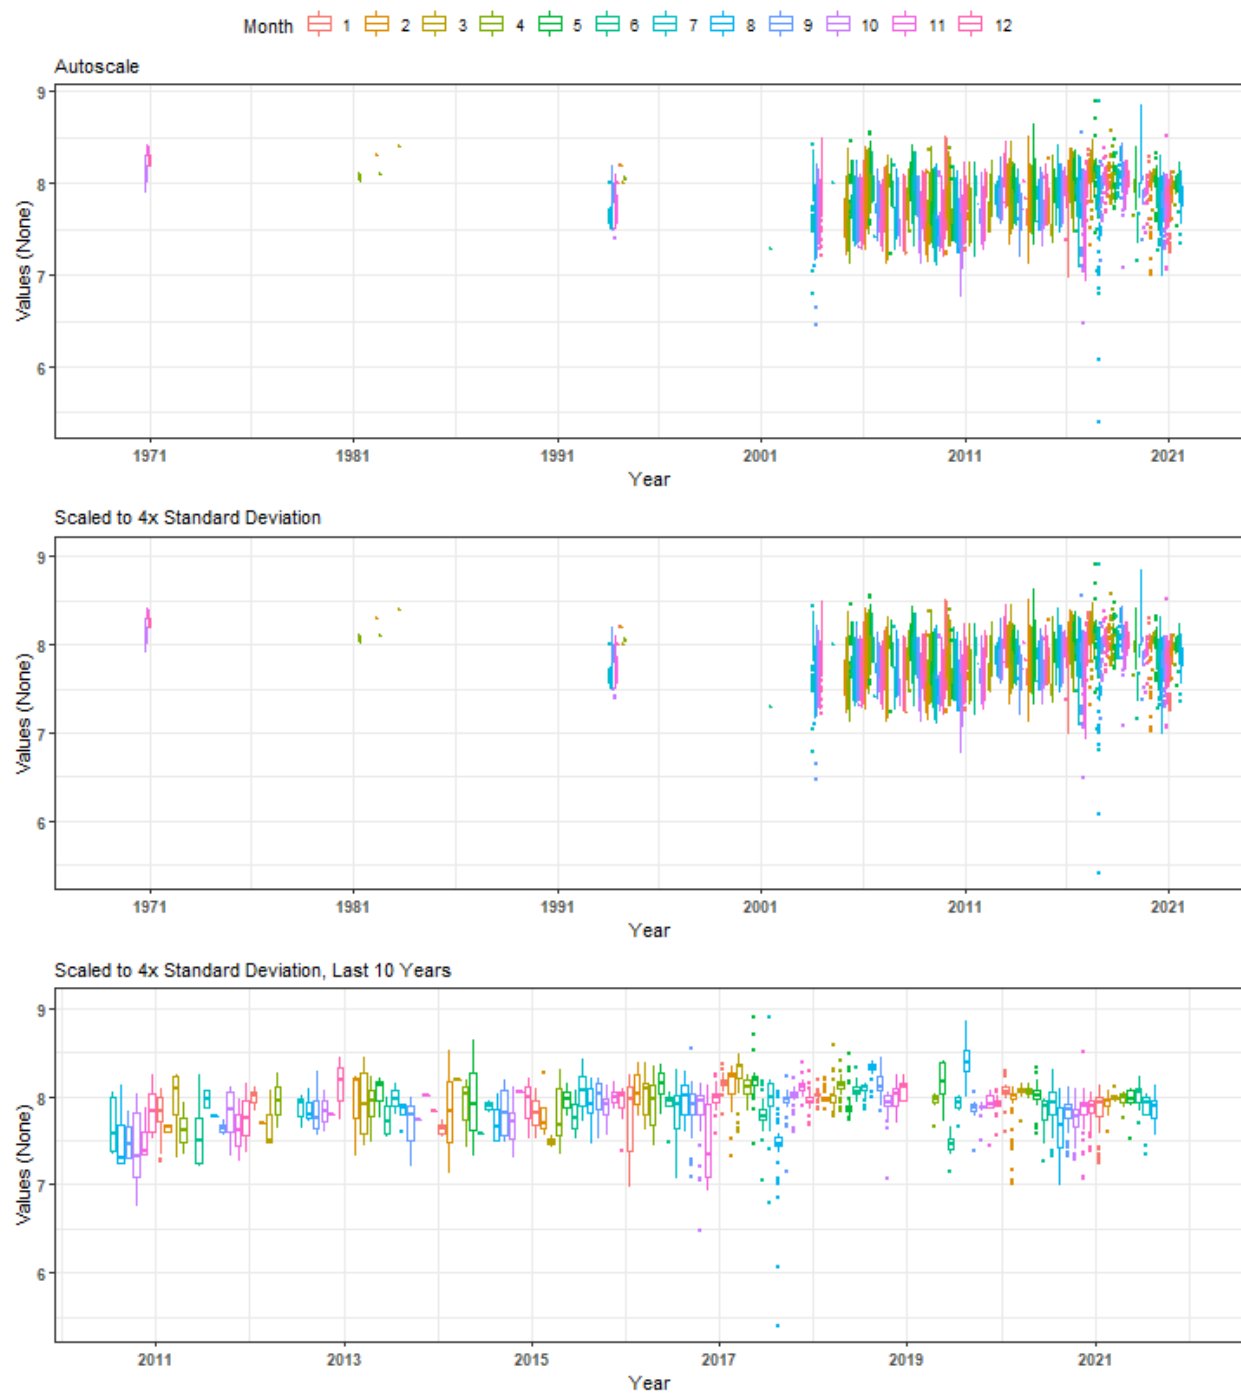 Month 1 2 3 4 5 6 7 8 9 10 11 12
Autoscale
9
8
7
6
Values (None)
1971 1981 1991 2001 2011 2021
Year
Scaled to 4x Standard Deviation
9
8
7
6
Values (None)
1971 1981 1991 2001 2011 2021
Year
Scaled to 4x Standard Deviation, Last 10 Years
9
8
7
6
Values (None)
2011 2013 2015 2017 2019 2021
Year